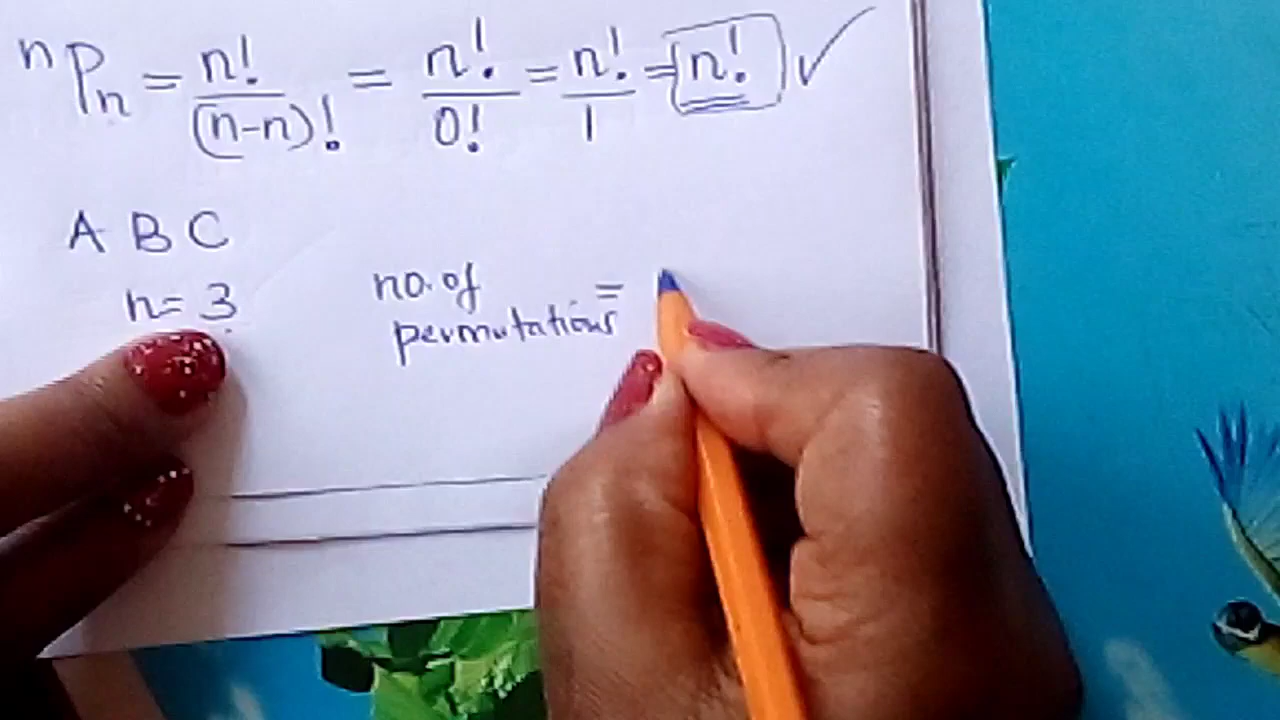 nPn = n!/(n-n)! = n!/0! = n!/1 = n! ✓
A B C
n = 3
no. of
permutations =